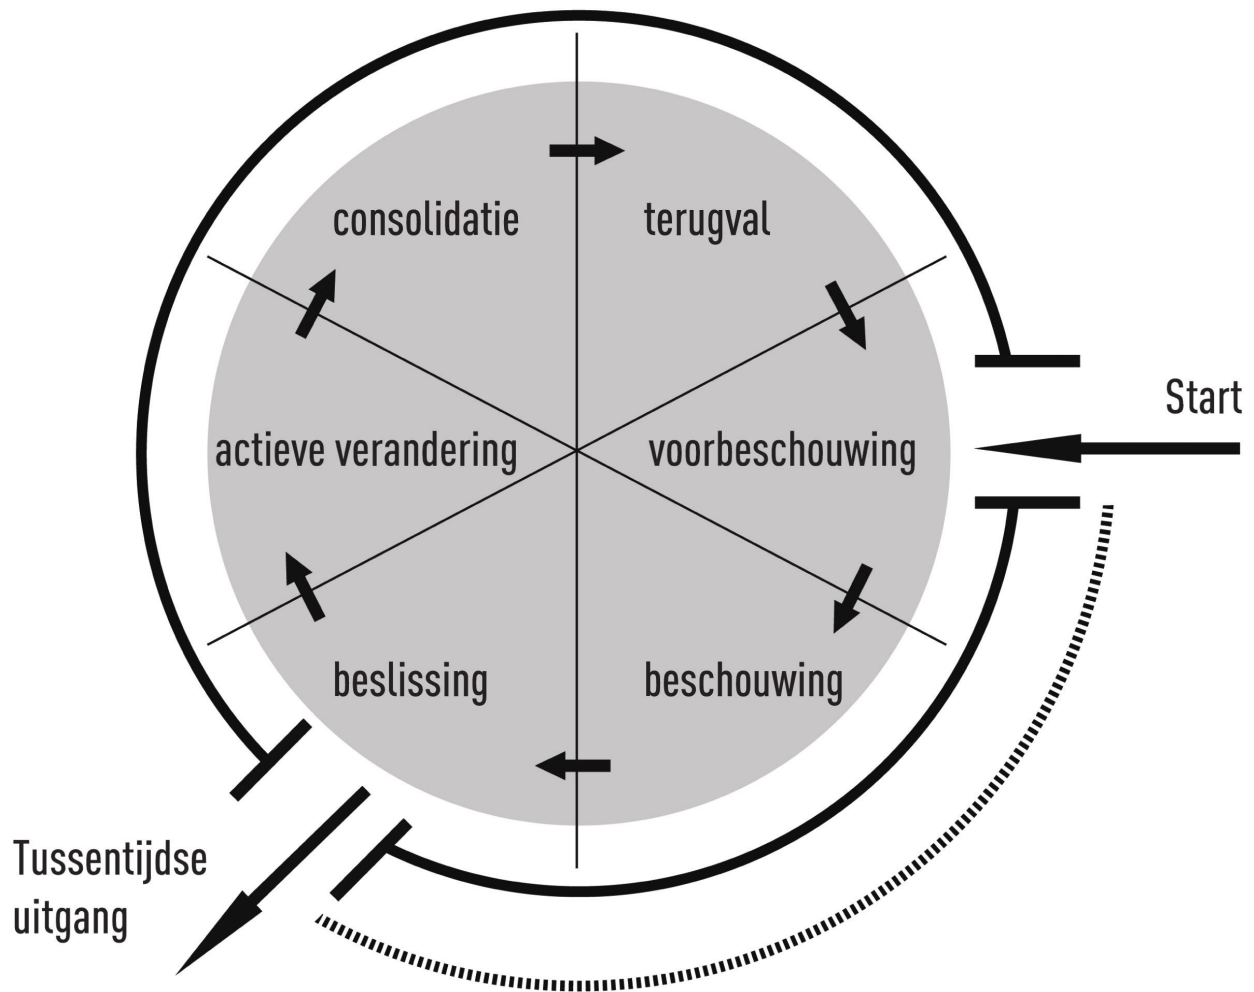 consolidatie
terugval
Start
actieve verandering
voorbeschouwing
beslissing
beschouwing
Tussentijdse
uitgang